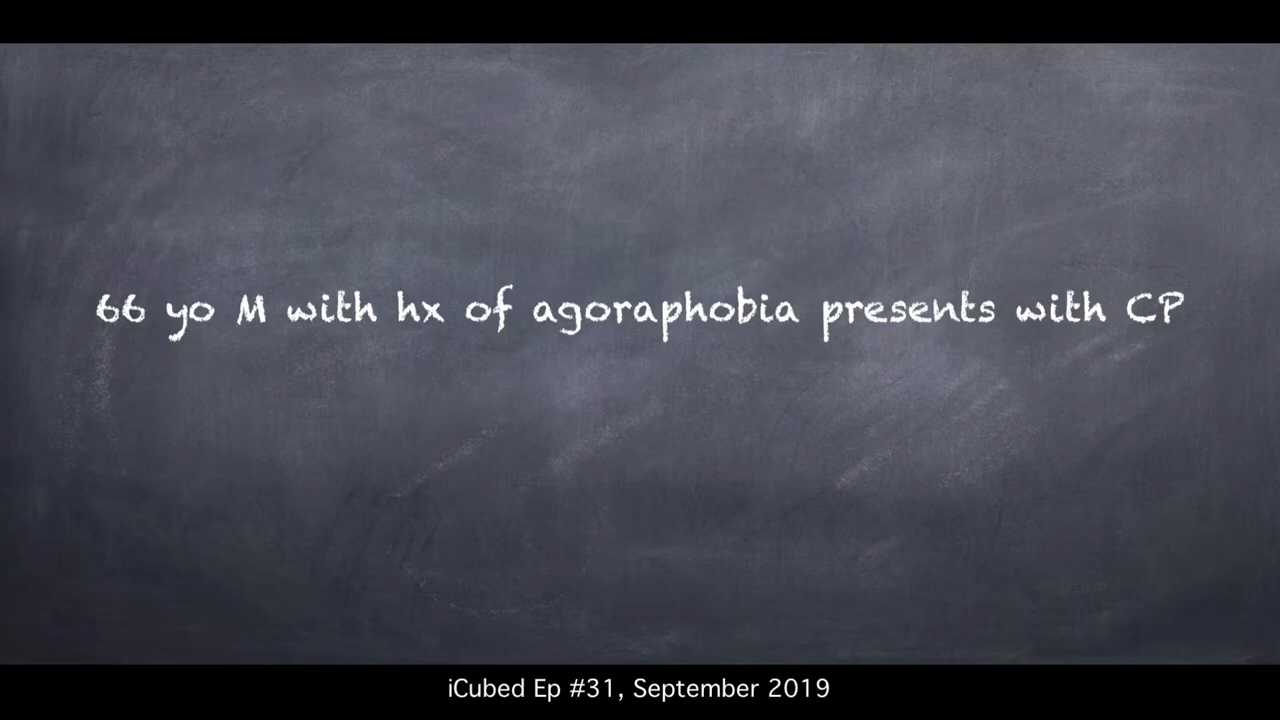 66 yo M with hx of agoraphobia presents with CP
iCubed Ep #31, September 2019